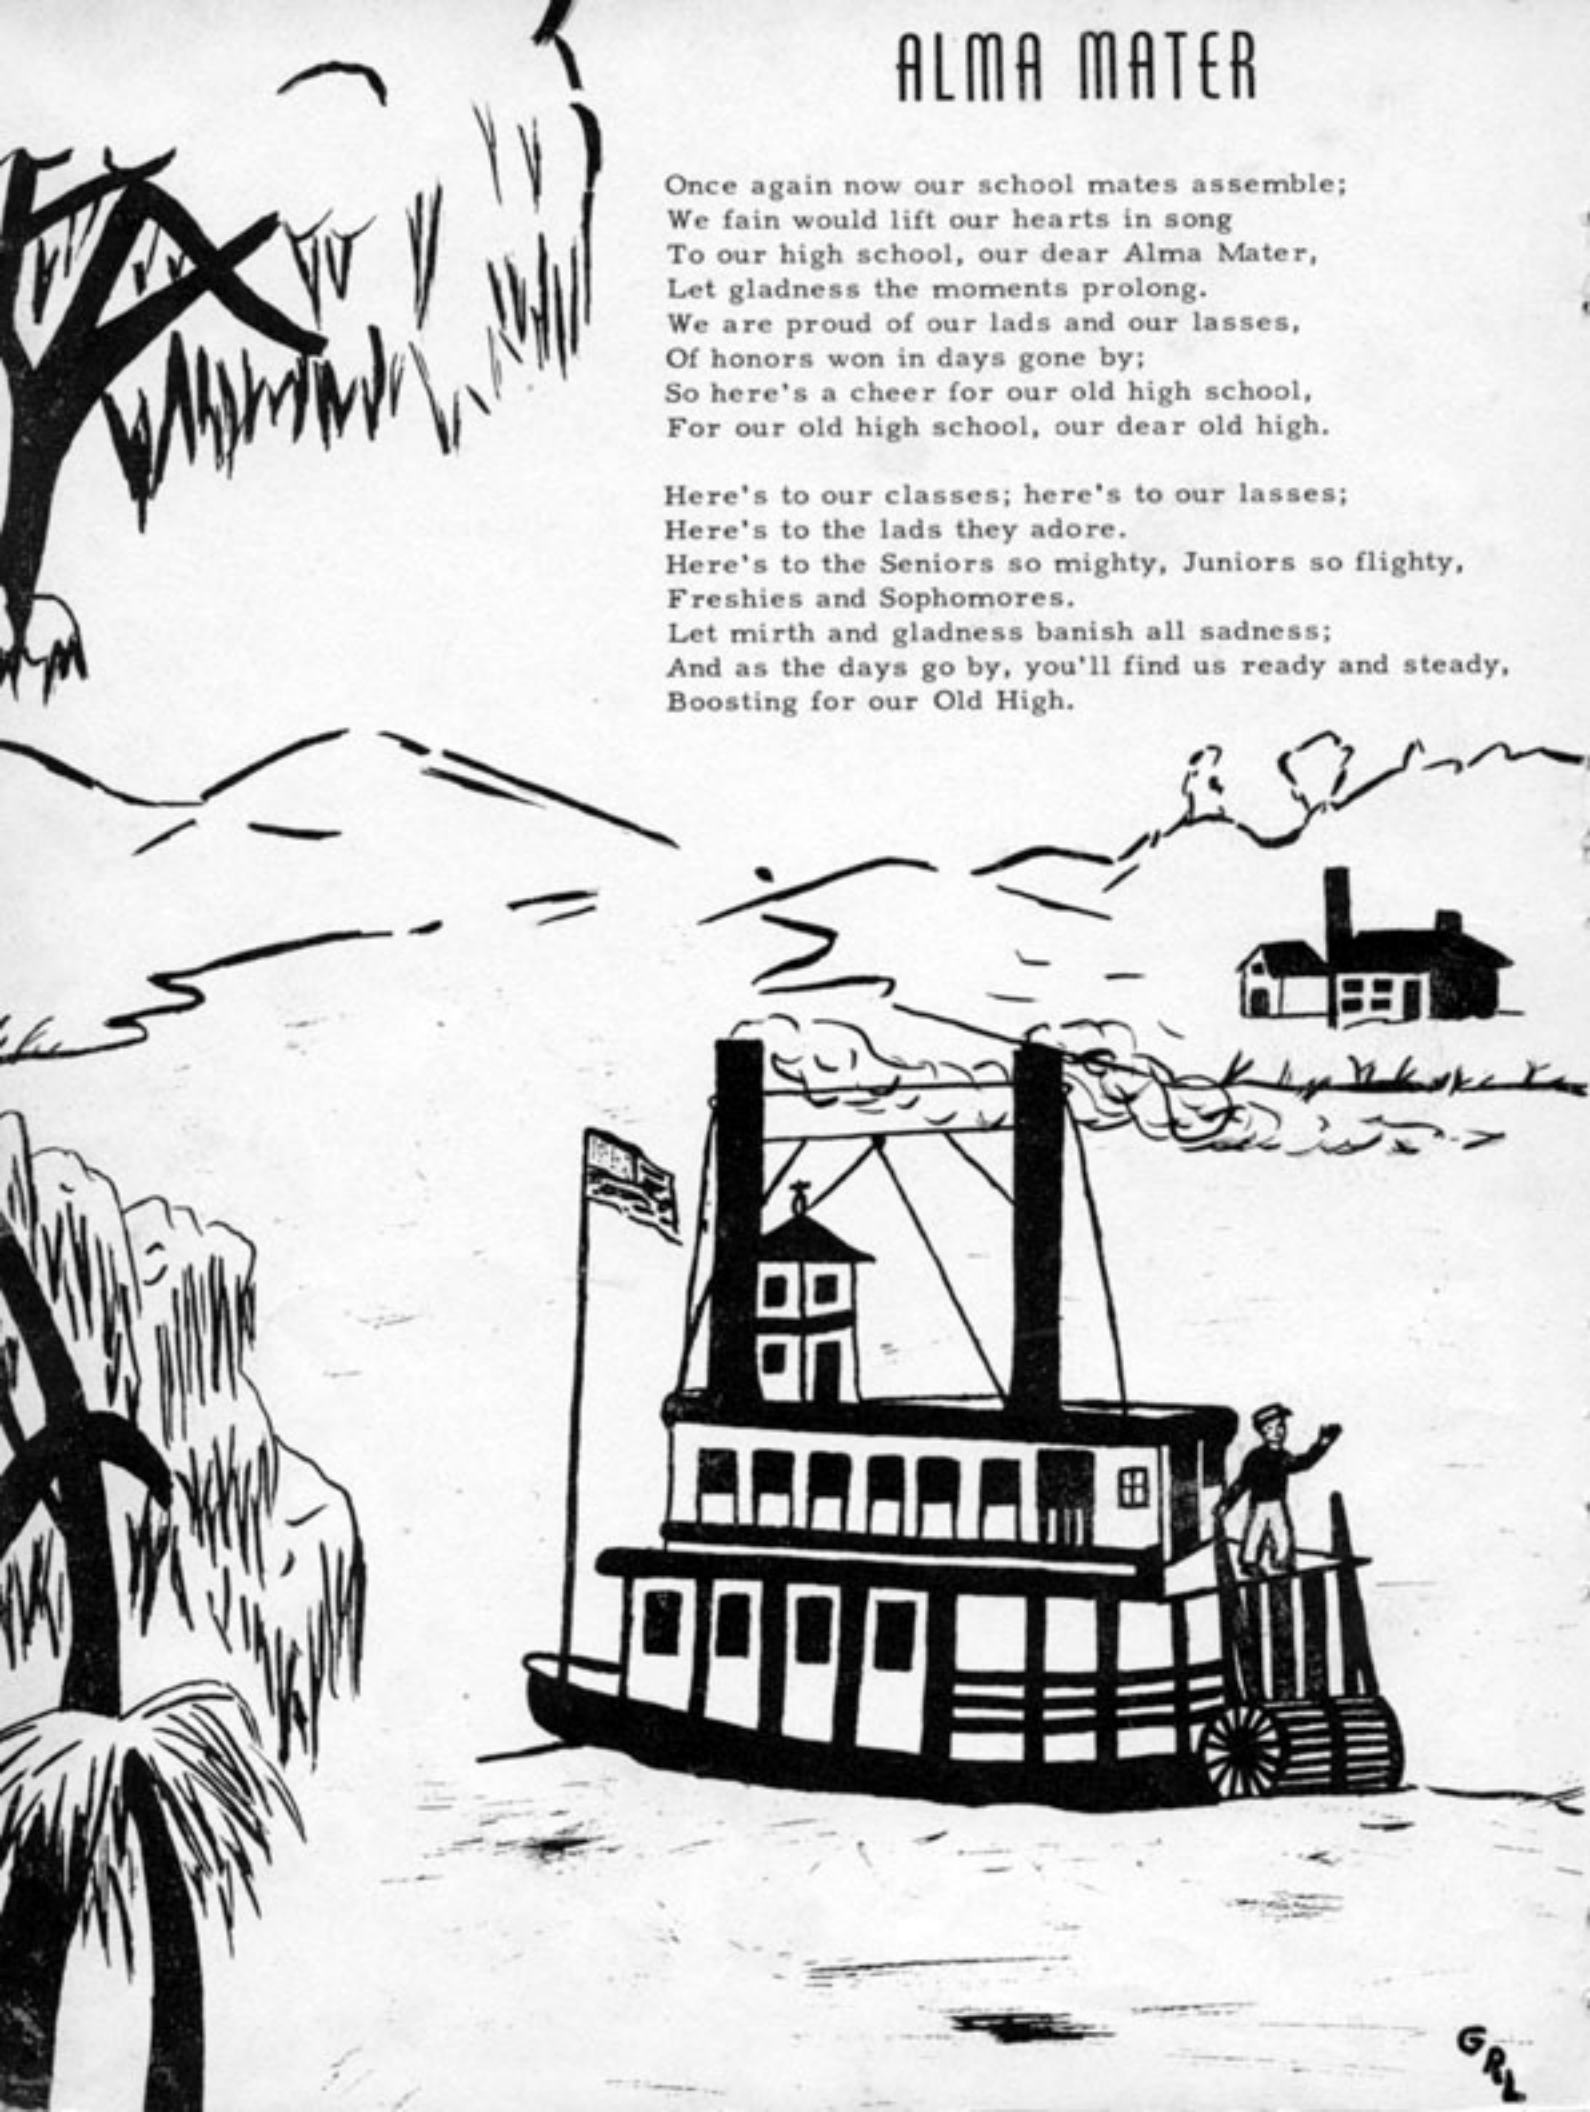 ALMA MATER
Once again now our school mates assemble;
We fain would lift our hearts in song
To our high school, our dear Alma Mater,
Let gladness the moments prolong.
We are proud of our lads and our lasses,
Of honors won in days gone by;
So here's a cheer for our old high school,
For our old high school, our dear old high.
Here's to our classes; here's to our lasses;
Here's to the lads they adore.
Here's to the Seniors so mighty, Juniors so flighty,
Freshies and Sophomores.
Let mirth and gladness banish all sadness;
And as the days go by, you'll find us ready and steady,
Boosting for our Old High.
GRL